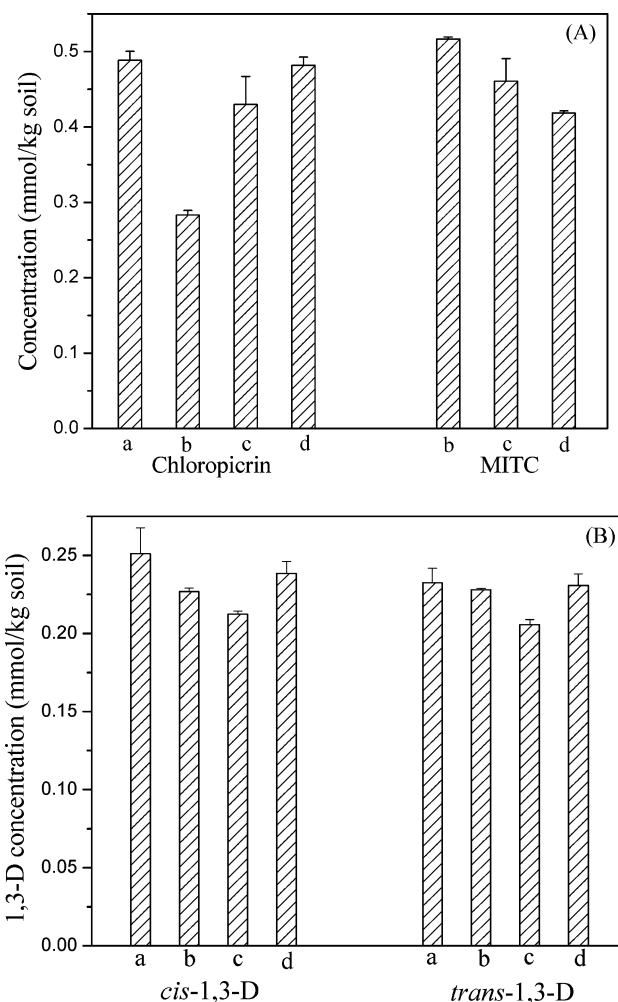 (A)
Concentration (mmol/kg soil)
0.5
0.4
0.3
0.2
0.1
0.0
a b c d b c d
Chloropicrin MITC
(B)
1,3-D concentration (mmol/kg soil)
0.25
0.20
0.15
0.10
0.05
0.00
a b c d a b c d
cis-1,3-D trans-1,3-D